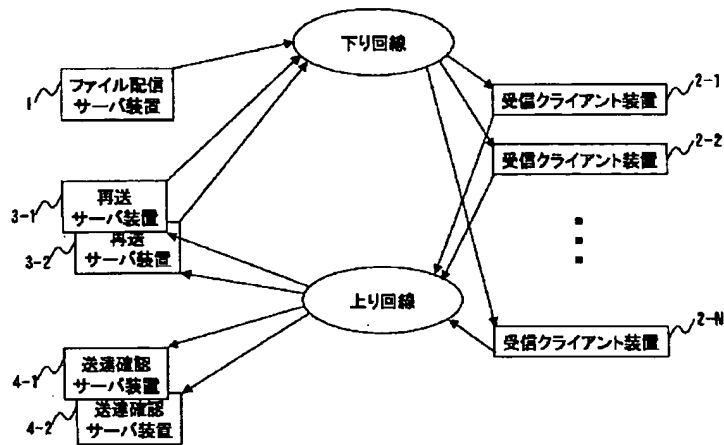 下り回線
1
ファイル配信
サーバ装置
受信クライアント装置
2-1
受信クライアント装置
2-2
3-1
再送
サーバ装置
3-2
再送
サーバ装置
上り回線
受信クライアント装置
2-N
4-1
送達確認
サーバ装置
4-2
送達確認
サーバ装置